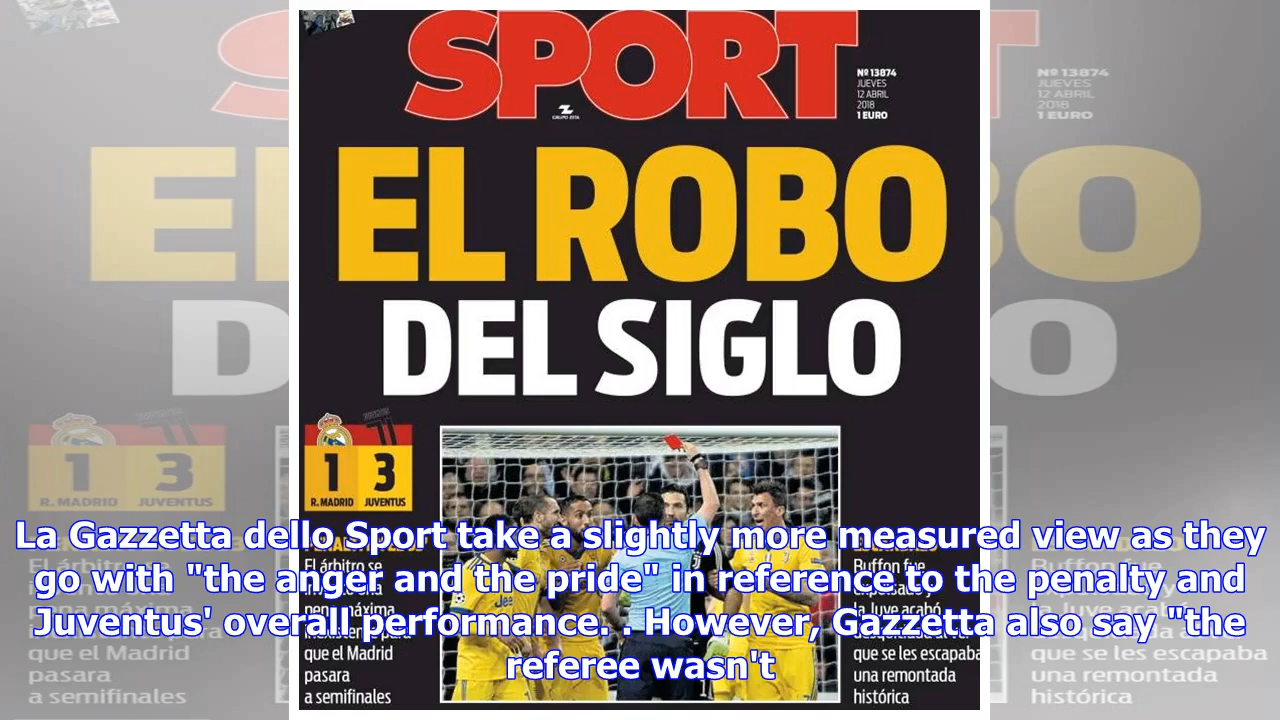 SPORT
GRUPO ZETA
Nº 13874
JUEVES
12 ABRIL
2018
1 EURO
EL ROBO
DEL SIGLO
1 3
R. MADRID JUVENTUS
La Gazzetta dello Sport take a slightly more measured view as they
go with "the anger and the pride" in reference to the penalty and
Juventus' overall performance. . However, Gazzetta also say "the
referee wasn't
El árbitro se
pena máxima
que el Madrid
pasara
a semifinales
Jeep
Buffon fue
la Juve acabó
que se les escapaba
una remontada
histórica